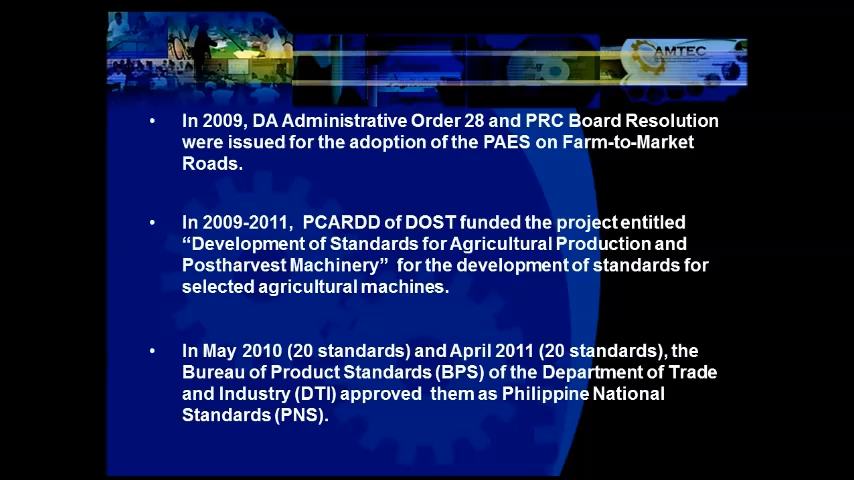 AMTEC
• In 2009, DA Administrative Order 28 and PRC Board Resolution
were issued for the adoption of the PAES on Farm-to-Market
Roads.
• In 2009-2011, PCARDD of DOST funded the project entitled
“Development of Standards for Agricultural Production and
Postharvest Machinery” for the development of standards for
selected agricultural machines.
• In May 2010 (20 standards) and April 2011 (20 standards), the
Bureau of Product Standards (BPS) of the Department of Trade
and Industry (DTI) approved them as Philippine National
Standards (PNS).